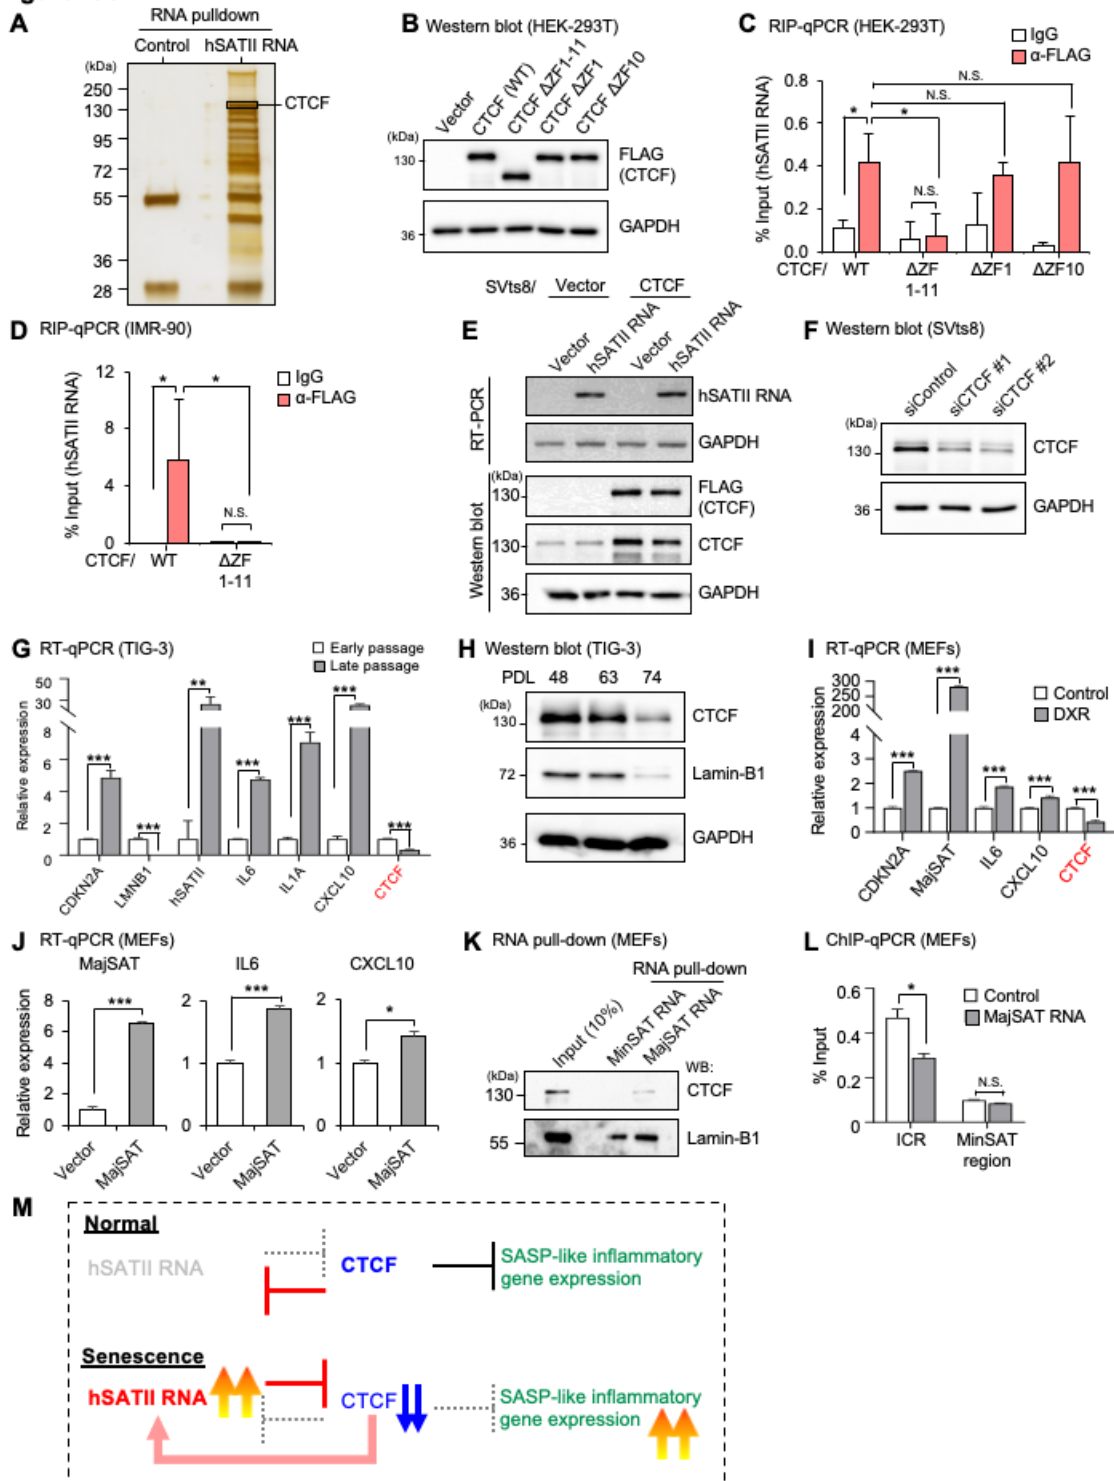 A
RNA pulldown
Control hSATII RNA
(kDa)
250
130
95
72
55
36
28
CTCF
B Western blot (HEK-293T)
Vector
CTCF (WT)
CTCF ΔZF1-11
CTCF ΔZF1
CTCF ΔZF10
(kDa)
130
FLAG
(CTCF)
36
GAPDH
C RIP-qPCR (HEK-293T)
IgG
α-FLAG
% Input (hSATII RNA)
0.8
0.6
0.4
0.2
0.0
N.S.
N.S.
* *
N.S.
CTCF/ WT ΔZF ΔZF1 ΔZF10
1-11
D RIP-qPCR (IMR-90)
IgG
α-FLAG
% Input (hSATII RNA)
12
8
4
0
* *
N.S.
CTCF/ WT ΔZF
1-11
E
SVts8/ Vector CTCF
Vector
hSATII RNA
Vector
hSATII RNA
RT-PCR
hSATII RNA
GAPDH
Western blot
130
FLAG
(CTCF)
130
CTCF
36
GAPDH
F Western blot (SVts8)
siControl
siCTCF #1
siCTCF #2
(kDa)
130
CTCF
36
GAPDH
G RT-qPCR (TIG-3)
Early passage
Late passage
Relative expression
50
30
8
6
4
2
0
***
***
**
***
***
***
***
CDKN2A
LMNB1
hSATII
IL6
IL1A
CXCL10
CTCF
H Western blot (TIG-3)
PDL 48 63 74
(kDa)
130
CTCF
72
Lamin-B1
36
GAPDH
I RT-qPCR (MEFs)
Control
DXR
Relative expression
300
250
200
4
3
2
1
0
***
***
***
***
***
CDKN2A
MajSAT
IL6
CXCL10
CTCF
J RT-qPCR (MEFs)
MajSAT IL6 CXCL10
Relative expression
8
6
4
2
0
***
Vector
MajSAT
2
1
0
***
Vector
MajSAT
2
1
0
*
Vector
MajSAT
K RNA pull-down (MEFs)
RNA pull-down
Input (10%)
MinSAT RNA
MajSAT RNA
WB:
(kDa)
130
CTCF
55
Lamin-B1
L ChIP-qPCR (MEFs)
Control
MajSAT RNA
% Input
0.6
0.4
0.2
0
*
N.S.
ICR MinSAT
region
M
Normal
hSATII RNA CTCF SASP-like inflammatory
gene expression
Senescence
hSATII RNA CTCF SASP-like inflammatory
gene expression